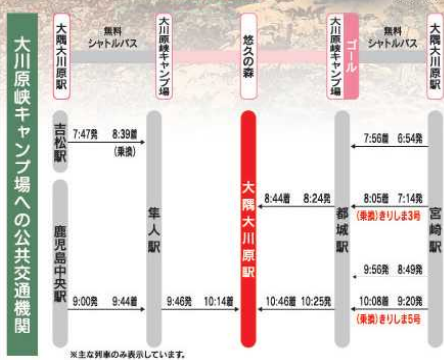 大川原峡キャンプ場への公共交通機関
大隅大川原駅
無料
シャトルバス
大川原峡キャンプ場
悠久の森
大川原峡キャンプ場
ゴール
無料
シャトルバス
大隅大川原駅
吉松駅
7:47発 8:39着
(乗換)
鹿児島中央駅
9:00発 9:44着
隼人駅
9:46発 10:14着
大隅大川原駅
8:44着 8:24発
10:46着 10:25発
都城駅
7:56着 6:54発
8:05着 7:14発
(乗換)きりしま3号
9:56発 8:49発
10:08着 9:20発
(乗換)きりしま5号
宮崎駅
※主な列車のみ表示しています。